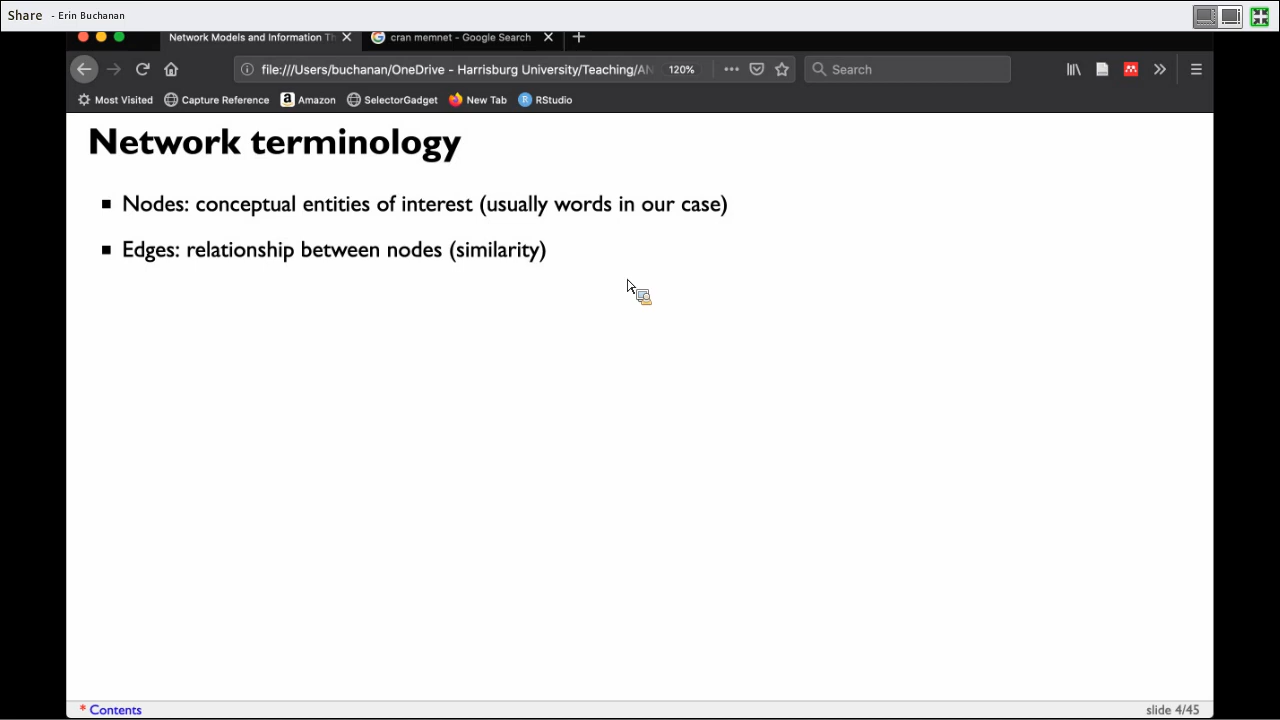 Share - Erin Buchanan
Network Models and Information Th
cran memnet - Google Search
file:///Users/buchanan/OneDrive - Harrisburg University/Teaching/AN
120%
Search
Most Visited
Capture Reference
Amazon
SelectorGadget
New Tab
RStudio
Network terminology
Nodes: conceptual entities of interest (usually words in our case)
Edges: relationship between nodes (similarity)
* Contents
slide 4/45